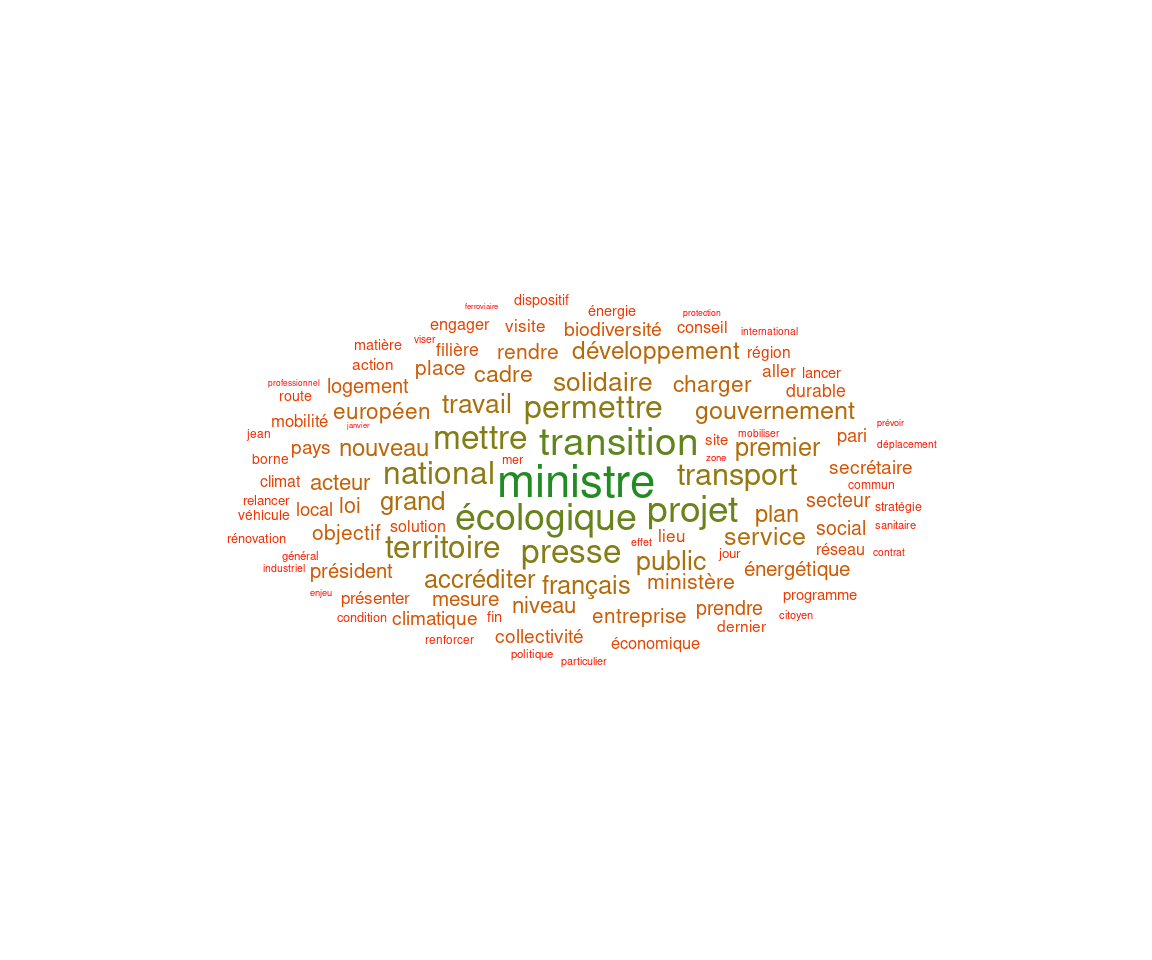 dispositif
ferroviaire
énergie
protection
engager
visite
biodiversité
conseil
international
matière
viser
filière
rendre
développement
région
action
place
cadre
solidaire
charger
aller
lancer
professionnel
logement
durable
route
travail
permettre
gouvernement
européen
mobilité
janvier
jean
mettre
transition
site
mobiliser
premier
pari
prévoir
déplacement
pays
nouveau
borne
mer
zone
national
ministre
transport
secrétaire
climat
acteur
commun
relancer
local
loi
grand
écologique
projet
plan
secteur
stratégie
véhicule
solution
service
social
sanitaire
objectif
rénovation
territoire
presse
effet
lieu
jour
réseau
contrat
général
industriel
président
accréditer
français
public
ministère
énergétique
enjeu
présenter
mesure
niveau
entreprise
prendre
programme
condition
climatique
fin
dernier
citoyen
renforcer
collectivité
économique
politique
particulier